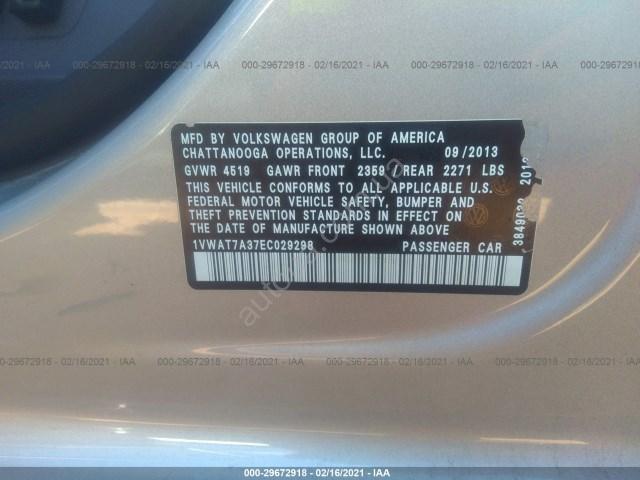 000-29672918 - 02/16/2021 - IAA
MFD BY VOLKSWAGEN GROUP OF AMERICA
CHATTANOOGA OPERATIONS, LLC. 09/2013
GVWR 4519 GAWR FRONT 2359 / REAR 2271 LBS
THIS VEHICLE CONFORMS TO ALL APPLICABLE U.S.
FEDERAL MOTOR VEHICLE SAFETY, BUMPER AND
THEFT PREVENTION STANDARDS IN EFFECT ON
THE DATE OF MANUFACTURE SHOWN ABOVE
1VWAT7A37EC029298 PASSENGER CAR
000-29672918 - 02/16/2021 - IAA
000-29672918 - 02/16/2021 - IAA